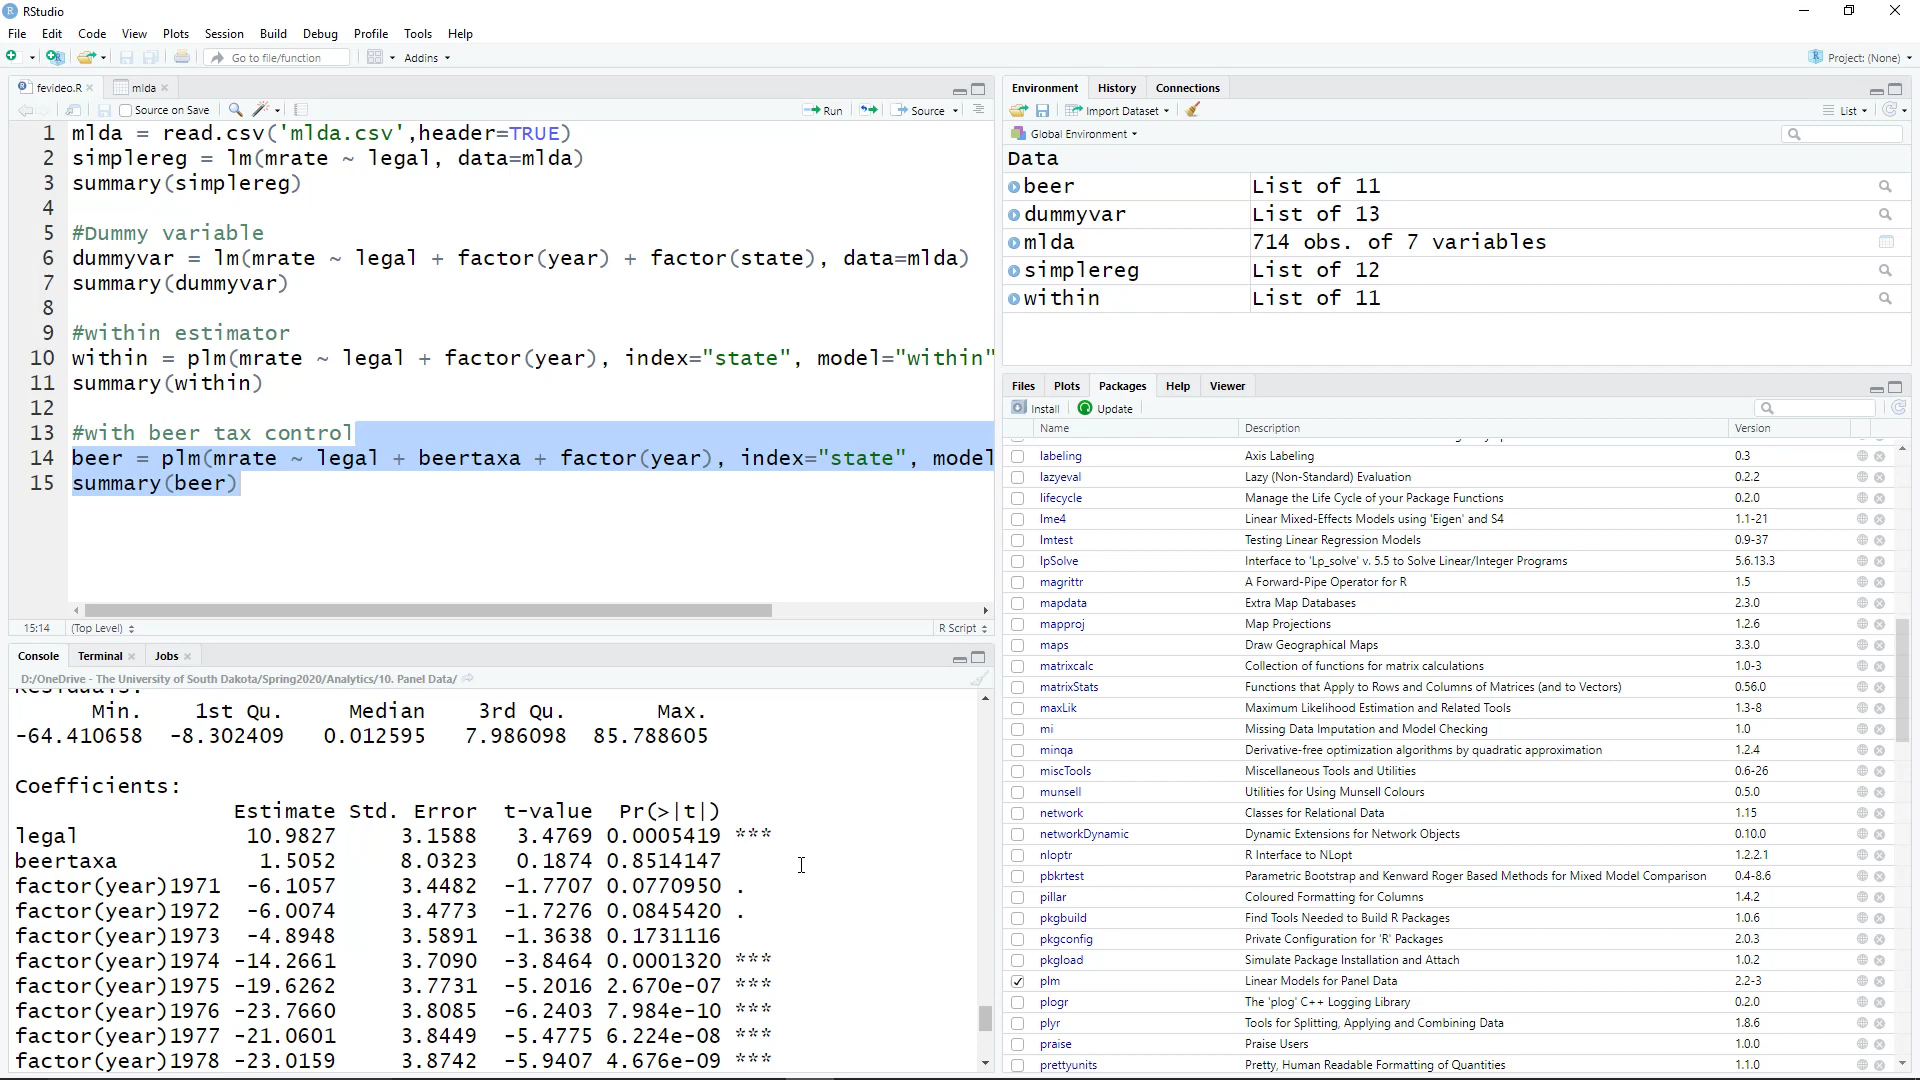 RStudio
File Edit Code View Plots Session Build Debug Profile Tools Help
Go to file/function Addins Project: (None)
fevideo.R mlda
Source on Save Run Source
1 mlda = read.csv('mlda.csv',header=TRUE)
2 simplereg = lm(mrate ~ legal, data=mlda)
3 summary(simplereg)
4
5 #Dummy variable
6 dummyvar = lm(mrate ~ legal + factor(year) + factor(state), data=mlda)
7 summary(dummyvar)
8
9 #within estimator
10 within = plm(mrate ~ legal + factor(year), index="state", model="within"
11 summary(within)
12
13 #with beer tax control
14 beer = plm(mrate ~ legal + beertaxa + factor(year), index="state", model
15 summary(beer)
15:14 (Top Level) R Script
Console Terminal Jobs
D:/OneDrive - The University of South Dakota/Spring2020/Analytics/10. Panel Data/
Residuals:
Min. 1st Qu. Median 3rd Qu. Max.
-64.410658 -8.302409 0.012595 7.986098 85.788605
Coefficients:
Estimate Std. Error t-value Pr(>|t|)
legal 10.9827 3.1588 3.4769 0.0005419 ***
beertaxa 1.5052 8.0323 0.1874 0.8514147
factor(year)1971 -6.1057 3.4482 -1.7707 0.0770950 .
factor(year)1972 -6.0074 3.4773 -1.7276 0.0845420 .
factor(year)1973 -4.8948 3.5891 -1.3638 0.1731116
factor(year)1974 -14.2661 3.7090 -3.8464 0.0001320 ***
factor(year)1975 -19.6262 3.7731 -5.2016 2.670e-07 ***
factor(year)1976 -23.7660 3.8085 -6.2403 7.984e-10 ***
factor(year)1977 -21.0601 3.8449 -5.4775 6.224e-08 ***
factor(year)1978 -23.0159 3.8742 -5.9407 4.676e-09 ***
Environment History Connections
Import Dataset List
Global Environment
Data
beer List of 11
dummyvar List of 13
mlda 714 obs. of 7 variables
simplereg List of 12
within List of 11
Files Plots Packages Help Viewer
Install Update
Name Description Version
labeling Axis Labeling 0.3
lazyeval Lazy (Non-Standard) Evaluation 0.2.2
lifecycle Manage the Life Cycle of your Package Functions 0.2.0
lme4 Linear Mixed-Effects Models using 'Eigen' and S4 1.1-21
lmtest Testing Linear Regression Models 0.9-37
lpSolve Interface to 'Lp_solve' v. 5.5 to Solve Linear/Integer Programs 5.6.13.3
magrittr A Forward-Pipe Operator for R 1.5
mapdata Extra Map Databases 2.3.0
mapproj Map Projections 1.2.6
maps Draw Geographical Maps 3.3.0
matrixcalc Collection of functions for matrix calculations 1.0-3
matrixStats Functions that Apply to Rows and Columns of Matrices (and to Vectors) 0.56.0
maxLik Maximum Likelihood Estimation and Related Tools 1.3-8
mi Missing Data Imputation and Model Checking 1.0
minqa Derivative-free optimization algorithms by quadratic approximation 1.2.4
miscTools Miscellaneous Tools and Utilities 0.6-26
munsell Utilities for Using Munsell Colours 0.5.0
network Classes for Relational Data 1.15
networkDynamic Dynamic Extensions for Network Objects 0.10.0
nloptr R Interface to NLopt 1.2.2.1
pbkrtest Parametric Bootstrap and Kenward Roger Based Methods for Mixed Model Comparison 0.4-8.6
pillar Coloured Formatting for Columns 1.4.2
pkgbuild Find Tools Needed to Build R Packages 1.0.6
pkgconfig Private Configuration for 'R' Packages 2.0.3
pkgload Simulate Package Installation and Attach 1.0.2
plm Linear Models for Panel Data 2.2-3
plogr The 'plog' C++ Logging Library 0.2.0
plyr Tools for Splitting, Applying and Combining Data 1.8.6
praise Praise Users 1.0.0
prettyunits Pretty, Human Readable Formatting of Quantities 1.1.0